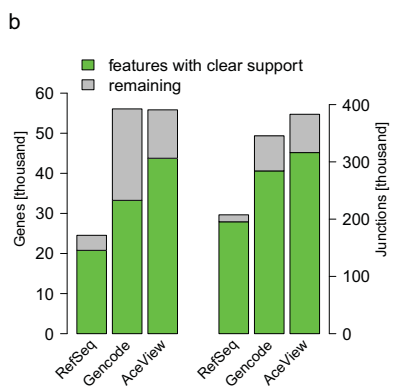 b
features with clear support
remaining
Genes [thousand]
60
50
40
30
20
10
0
RefSeq
Gencode
AceView
RefSeq
Gencode
AceView
400
300
200
100
0
Junctions [thousand]